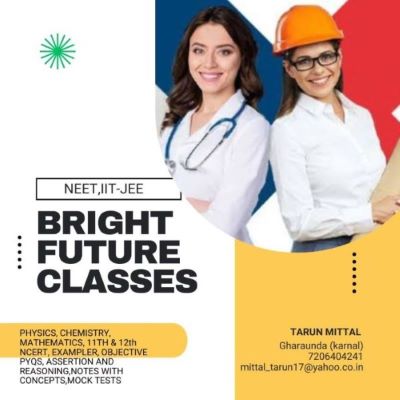 NEET,IIT-JEE
BRIGHT
FUTURE
CLASSES
PHYSICS, CHEMISTRY,
MATHEMATICS, 11TH & 12th
NCERT, EXAMPLER, OBJECTIVE
PYQS, ASSERTION AND
REASONING,NOTES WITH
CONCEPTS,MOCK TESTS
TARUN MITTAL
Gharaunda (karnal)
7206404241
mittal_tarun17@yahoo.co.in